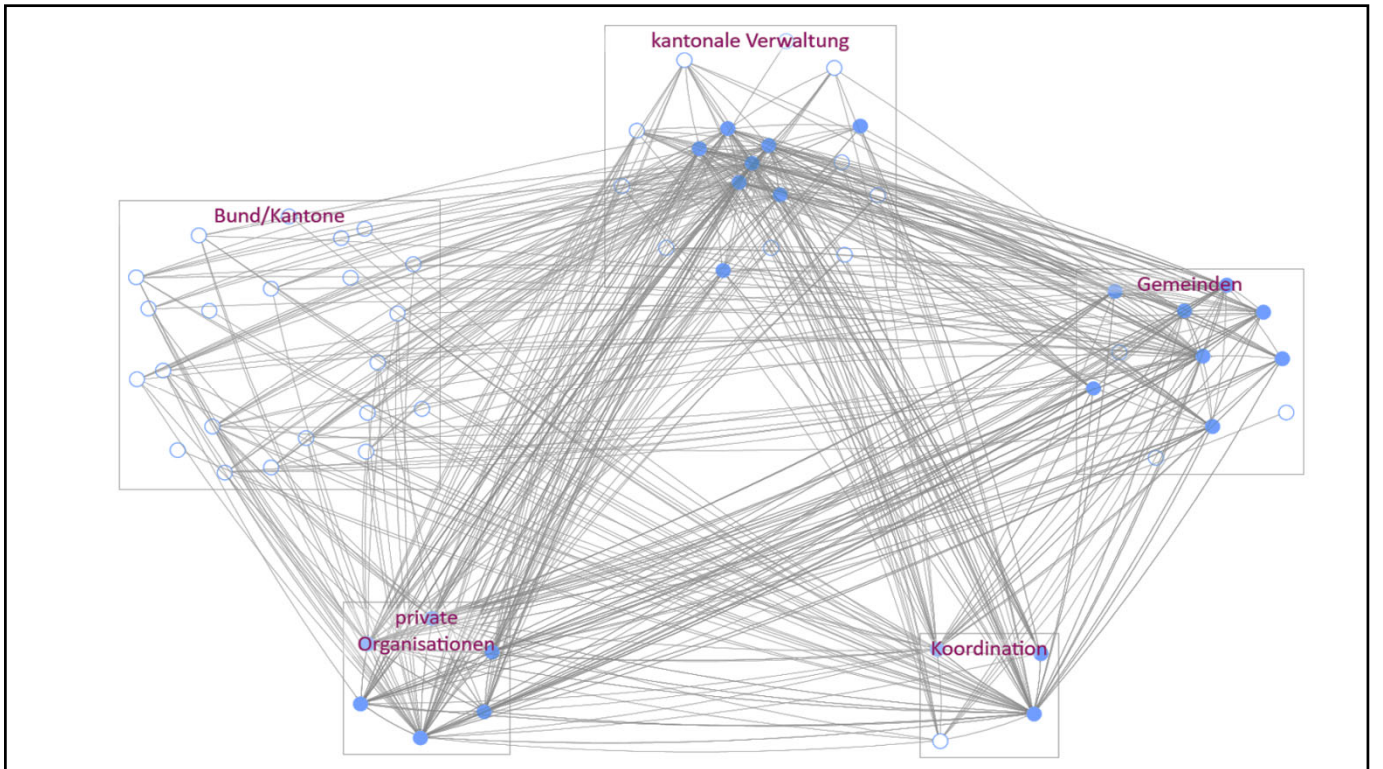 kantonale Verwaltung
Bund/Kantone
Gemeinden
private
Organisationen
Koordination